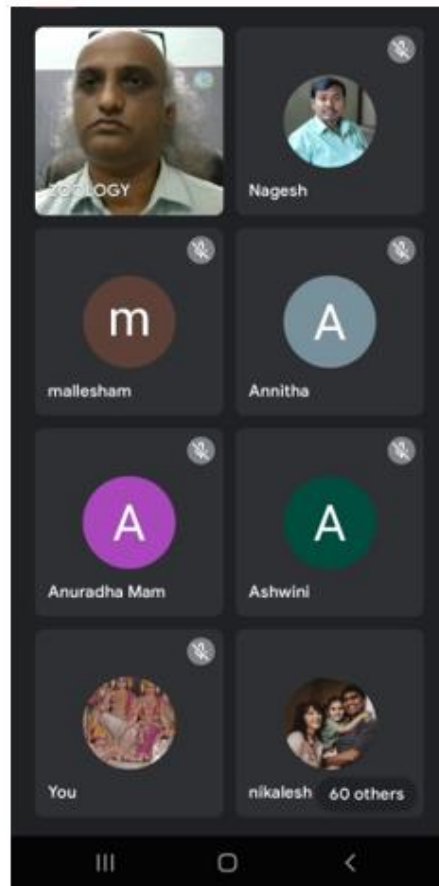 ZOOLOGY
Nagesh
m
A
mallesham
Annitha
A
A
Anuradha Mam
Ashwini
You
nikalesh
60 others